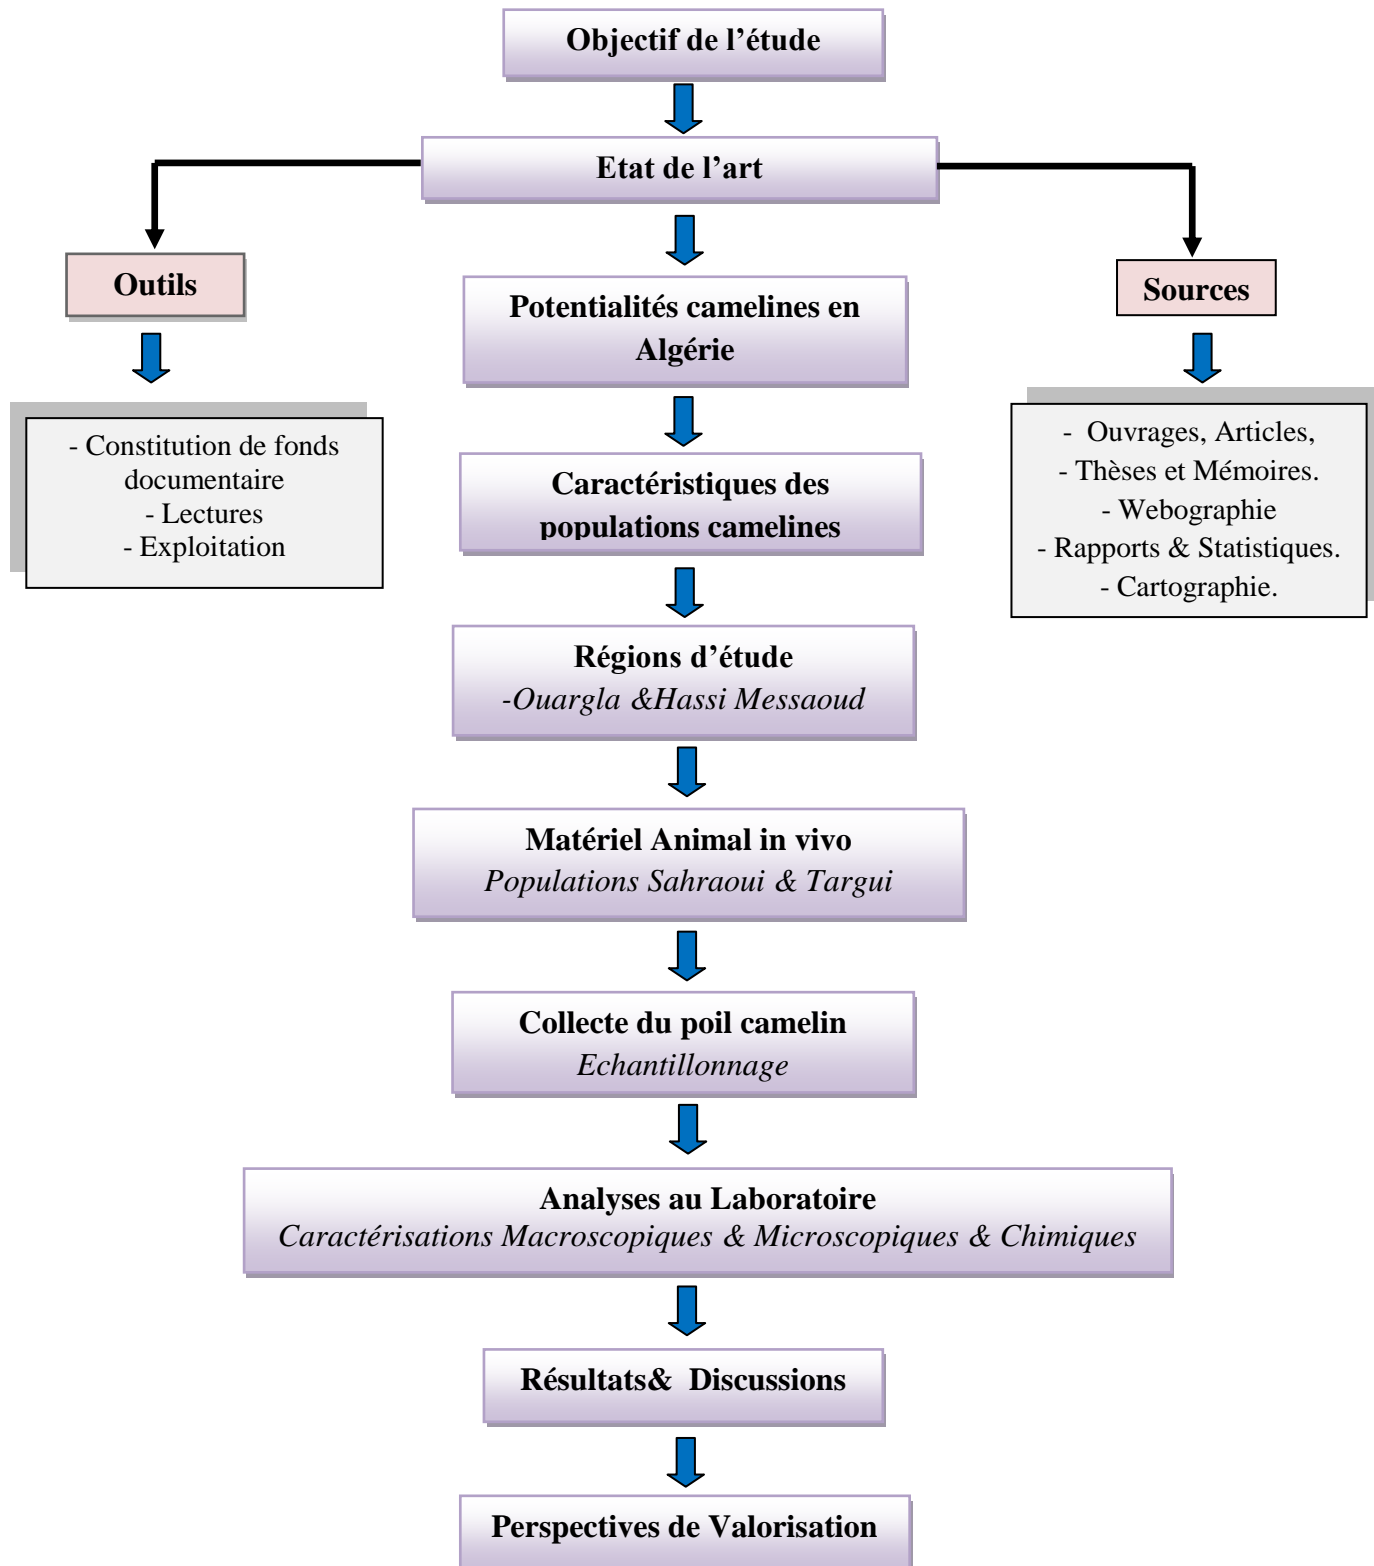 Objectif de l’étude
Etat de l’art
Outils
- Constitution de fonds
documentaire
- Lectures
- Exploitation
Sources
- Ouvrages, Articles,
- Thèses et Mémoires.
- Webographie
- Rapports & Statistiques.
- Cartographie.
Potentialités camelines en
Algérie
Caractéristiques des
populations camelines
Régions d’étude
-Ouargla &Hassi Messaoud
Matériel Animal in vivo
Populations Sahraoui & Targui
Collecte du poil camelin
Echantillonnage
Analyses au Laboratoire
Caractérisations Macroscopiques & Microscopiques & Chimiques
Résultats& Discussions
Perspectives de Valorisation